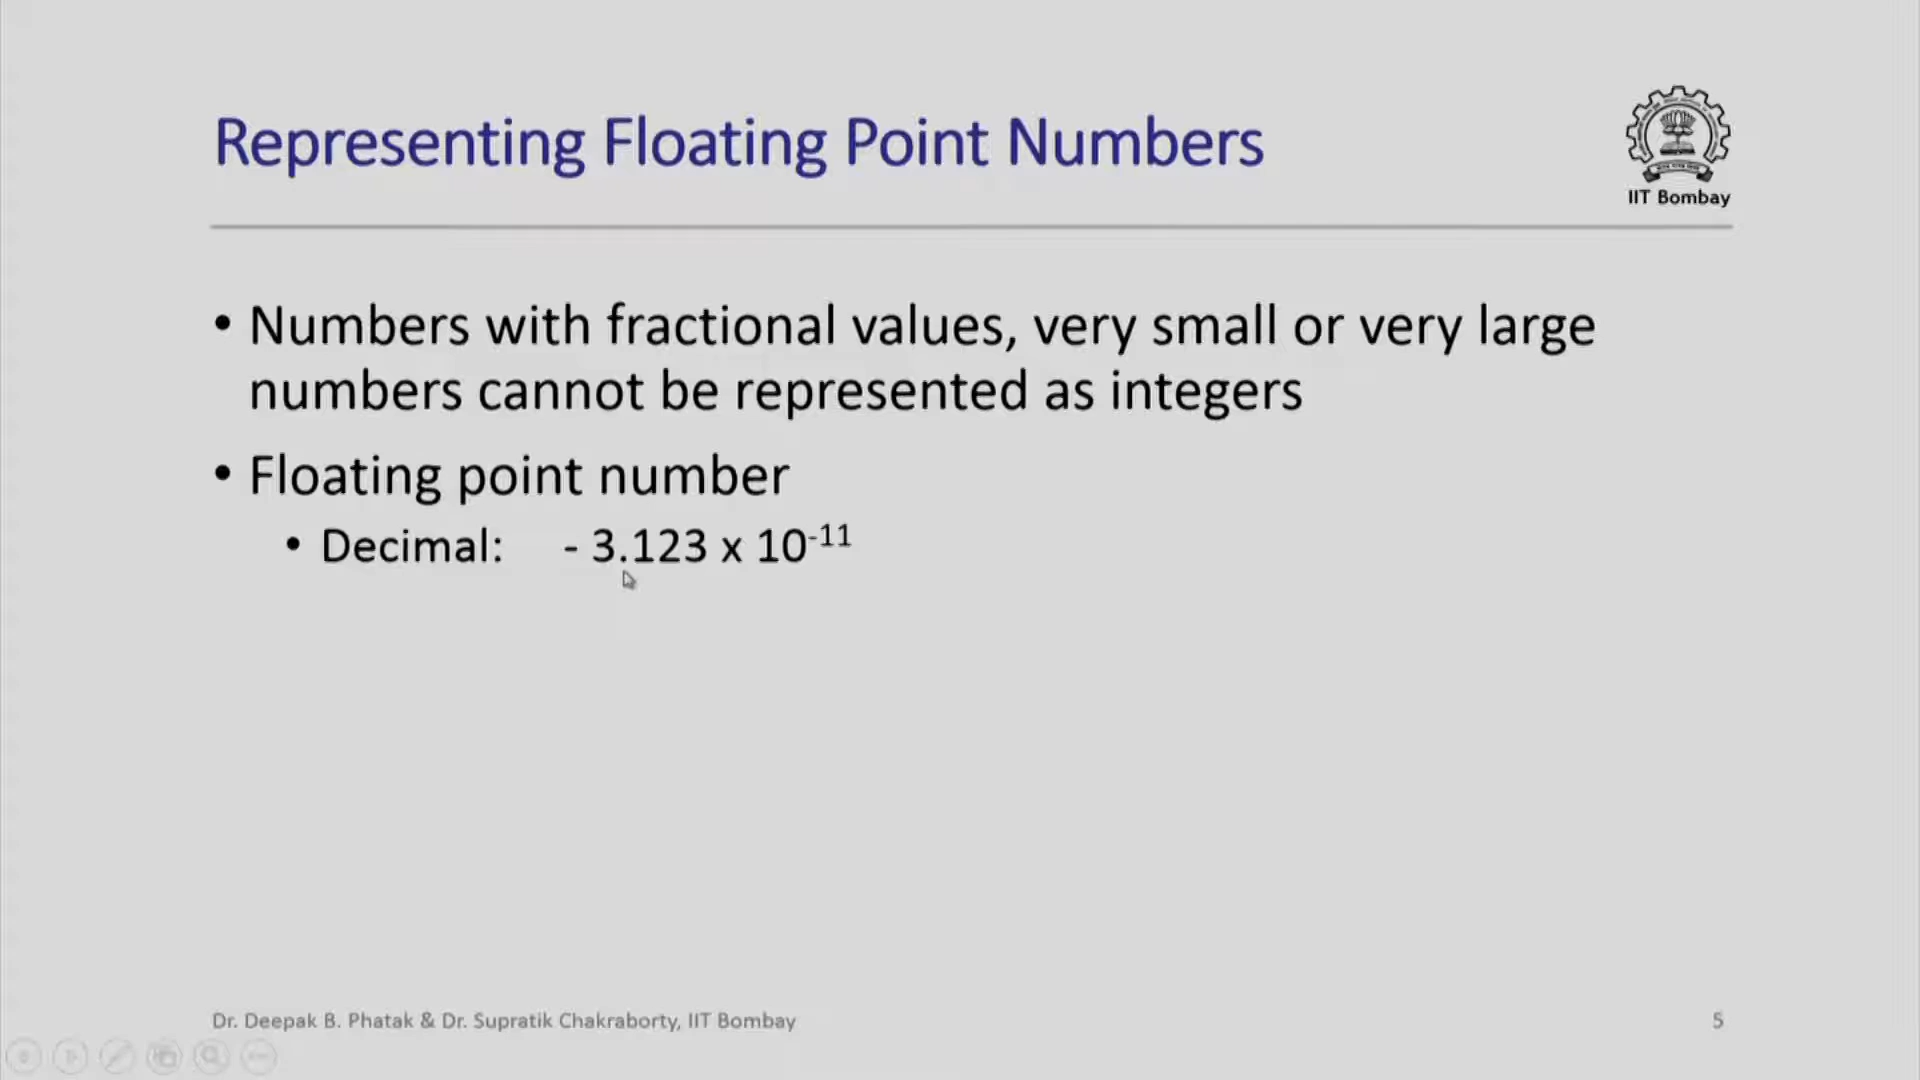 Representing Floating Point Numbers
IIT Bombay
• Numbers with fractional values, very small or very large
numbers cannot be represented as integers
• Floating point number
• Decimal: - 3.123 x 10⁻¹¹
Dr. Deepak B. Phatak & Dr. Supratik Chakraborty, IIT Bombay
5